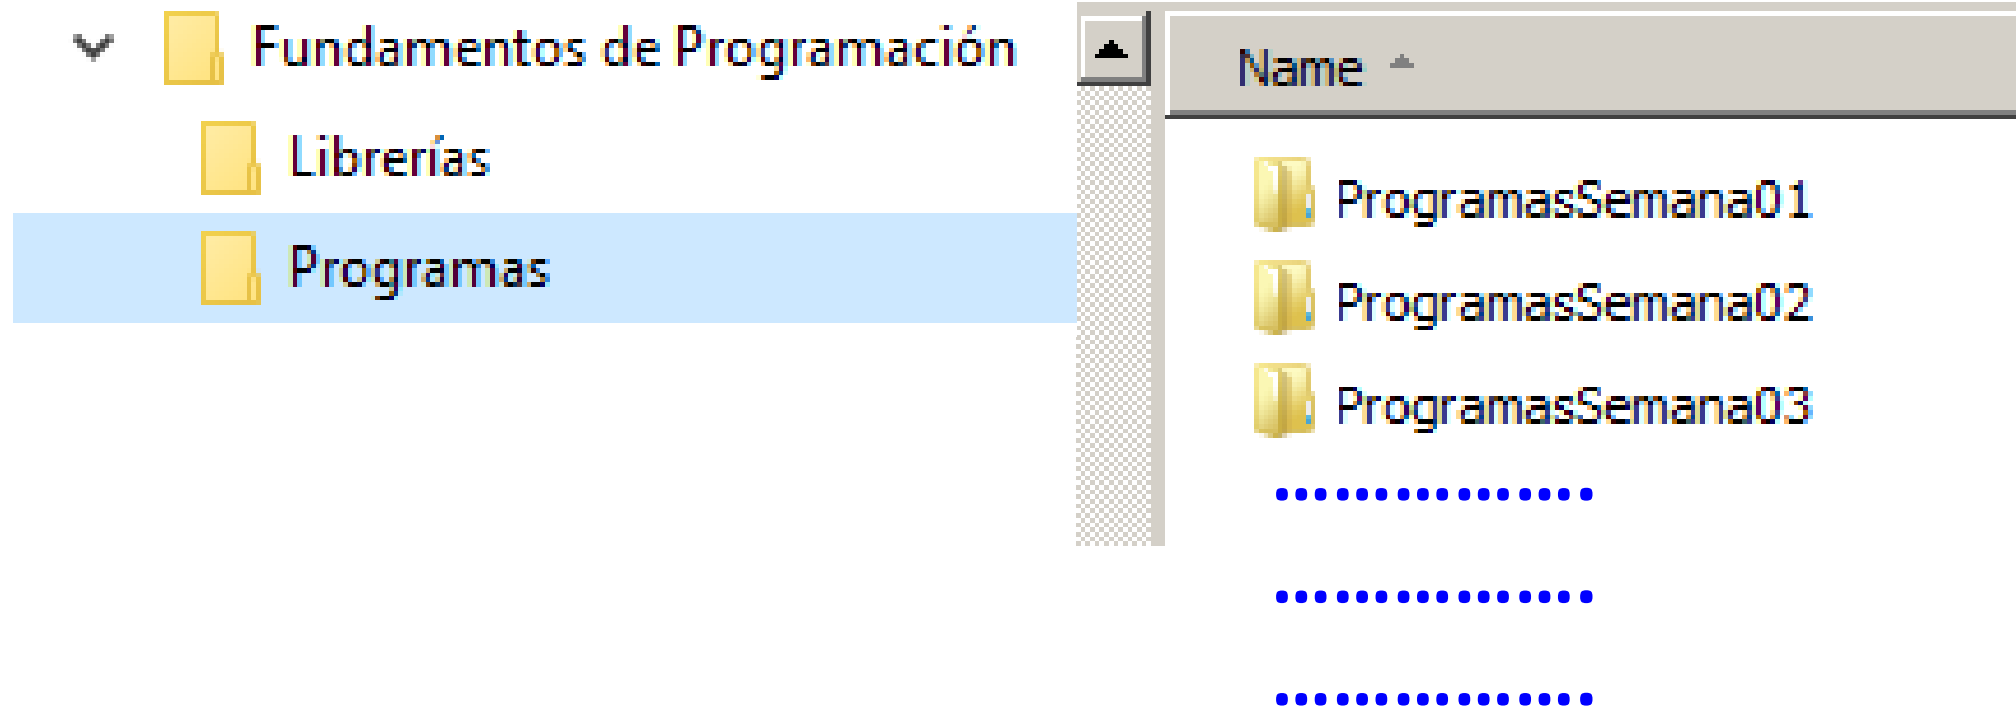 Fundamentos de Programación
Librerías
Programas
Name
ProgramasSemana01
ProgramasSemana02
ProgramasSemana03
................
................
................